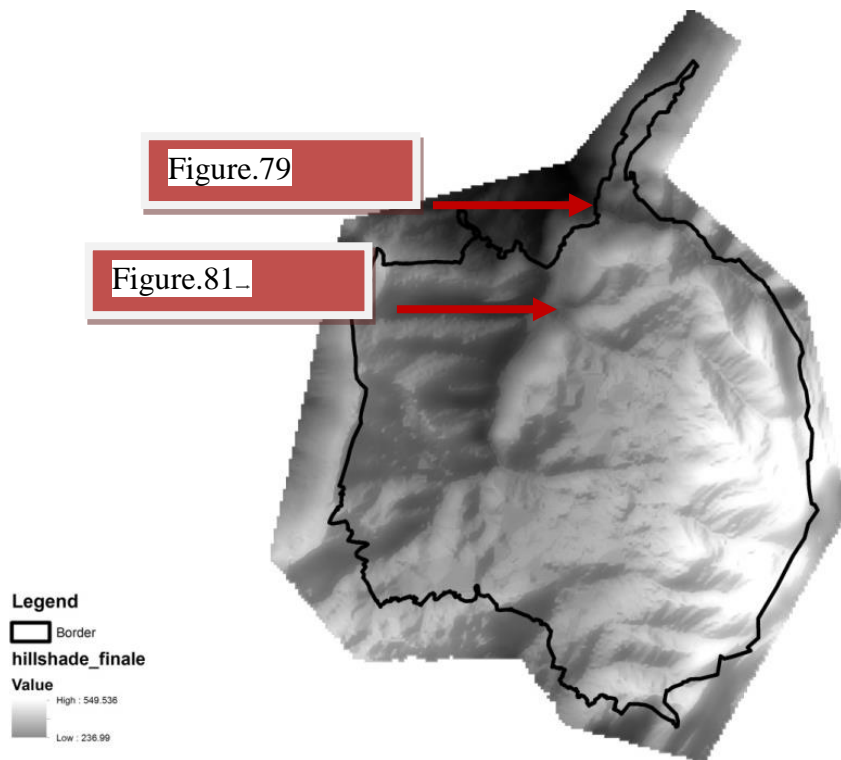 Figure.79
Figure.81→
Legend
Border
hillshade_finale
Value
High : 549.536
Low : 236.99